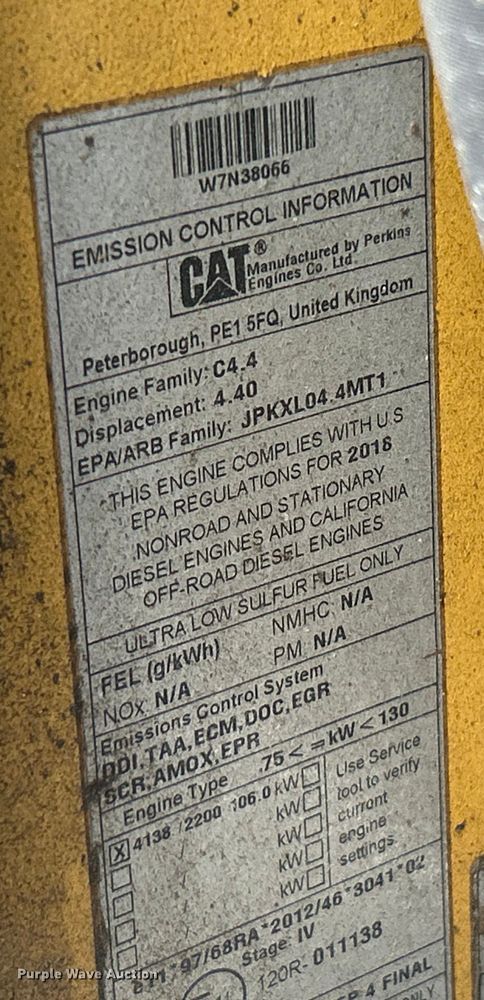 W7N38066
EMISSION CONTROL INFORMATION
CAT® Manufactured by Perkins
Engines Co. Ltd
Peterborough, PE1 5FQ, United Kingdom
Engine Family: C4.4
Displacement: 4.40
EPA/ARB Family: JPKXL04.4MT1
THIS ENGINE COMPLIES WITH U S
EPA REGULATIONS FOR 2018
NONROAD AND STATIONARY
DIESEL ENGINES AND CALIFORNIA
OFF-ROAD DIESEL ENGINES
ULTRA LOW SULFUR FUEL ONLY
FEL (g/kWh) NMHC: N/A
NOX: N/A PM: N/A
Emissions Control System
DDI,TAA,ECM,DOC,EGR
SCR,AMOX,EPR
Engine Type 75 < = kW < 130
X 4138 /2200 106.0 kW Use Service
kW tool to verify
kW current
kW engine
kW settings
e11*97/68RA*2012/46*3041*02
Stage: IV
120R- 011138
4 FINAL
Purple Wave Auction